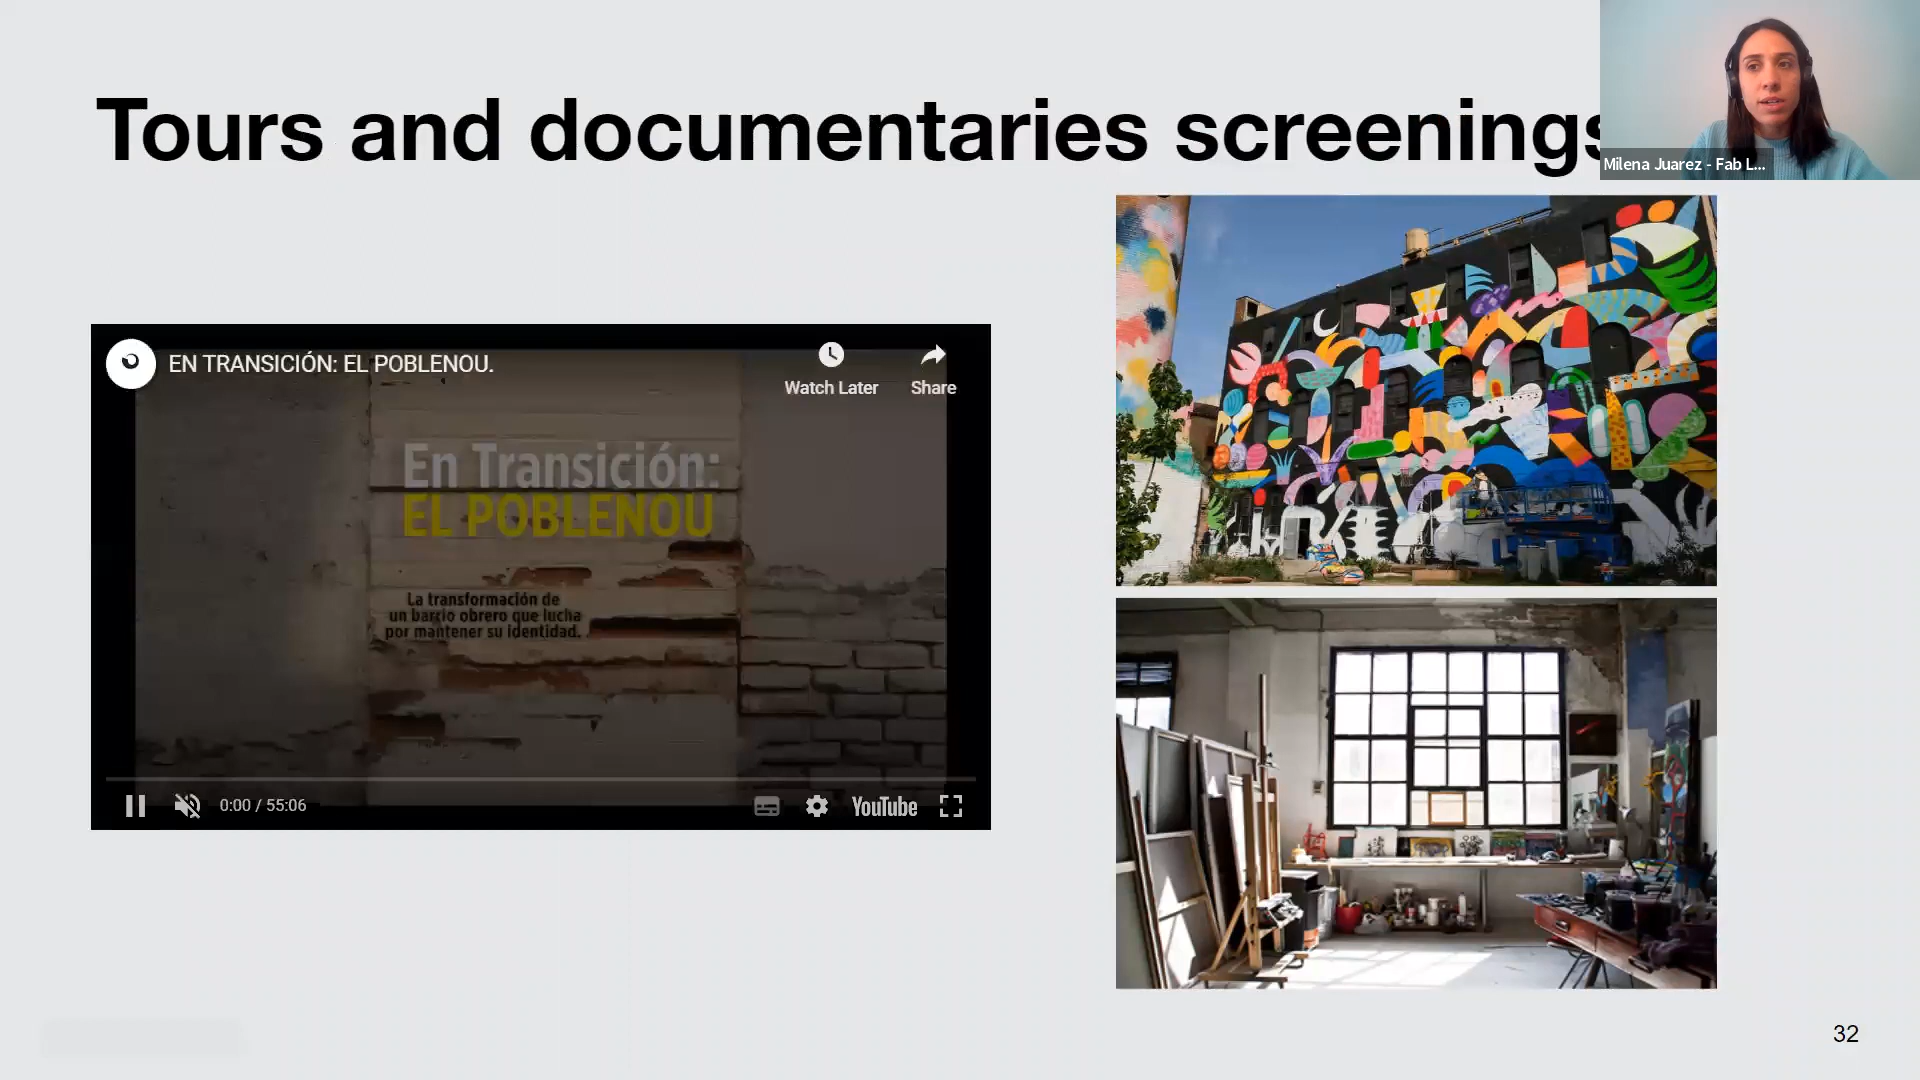 Tours and documentaries screenings
Milena Juarez - Fab L...
EN TRANSICIÓN: EL POBLENOU.
Watch Later
Share
En Transición:
EL POBLENOU
La transformación de
un barrio obrero que lucha
por mantener su identidad.
0:00 / 55:06
YouTube
32